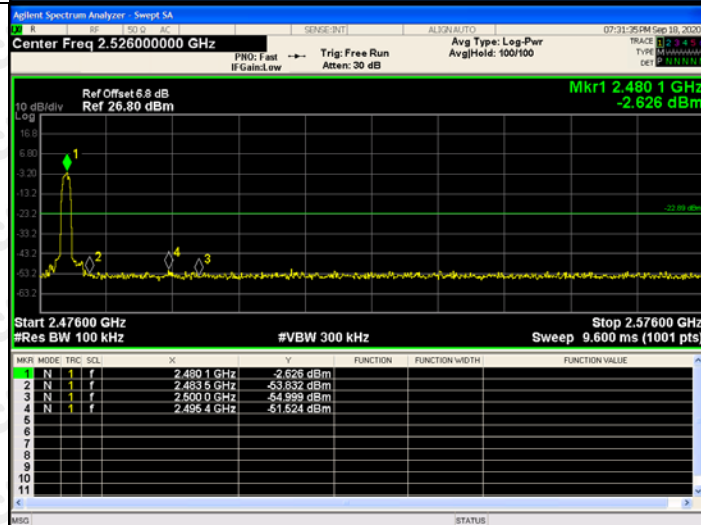 Agilent Spectrum Analyzer - Swept SA
R RF 50 Ω AC SENSE:INT ALIGNAUTO 07:31:35 PM Sep 18, 2020
Center Freq 2.526000000 GHz
PNO: Fast
IFGain:Low
Trig: Free Run
Atten: 30 dB
Avg Type: Log-Pwr
Avg|Hold: 100/100
TRACE 1 2 3 4 5
TYPE M
DET P N N N N
Mkr1 2.480 1 GHz
-2.626 dBm
Ref Offset 6.8 dB
10 dB/div Ref 26.80 dBm
Log
16.8
6.80
-3.20
-13.2
-23.2
-33.2
-43.2
-53.2
-63.2
1
2
4
3
-22.89 dBm
Start 2.47600 GHz Stop 2.57600 GHz
#Res BW 100 kHz #VBW 300 kHz Sweep 9.600 ms (1001 pts)
MKR MODE TRC SCL X Y FUNCTION FUNCTION WIDTH FUNCTION VALUE
1 N 1 f 2.480 1 GHz -2.626 dBm
2 N 1 f 2.483 5 GHz -53.832 dBm
3 N 1 f 2.500 0 GHz -54.999 dBm
4 N 1 f 2.495 4 GHz -51.524 dBm
5
6
7
8
9
10
11
MSG STATUS